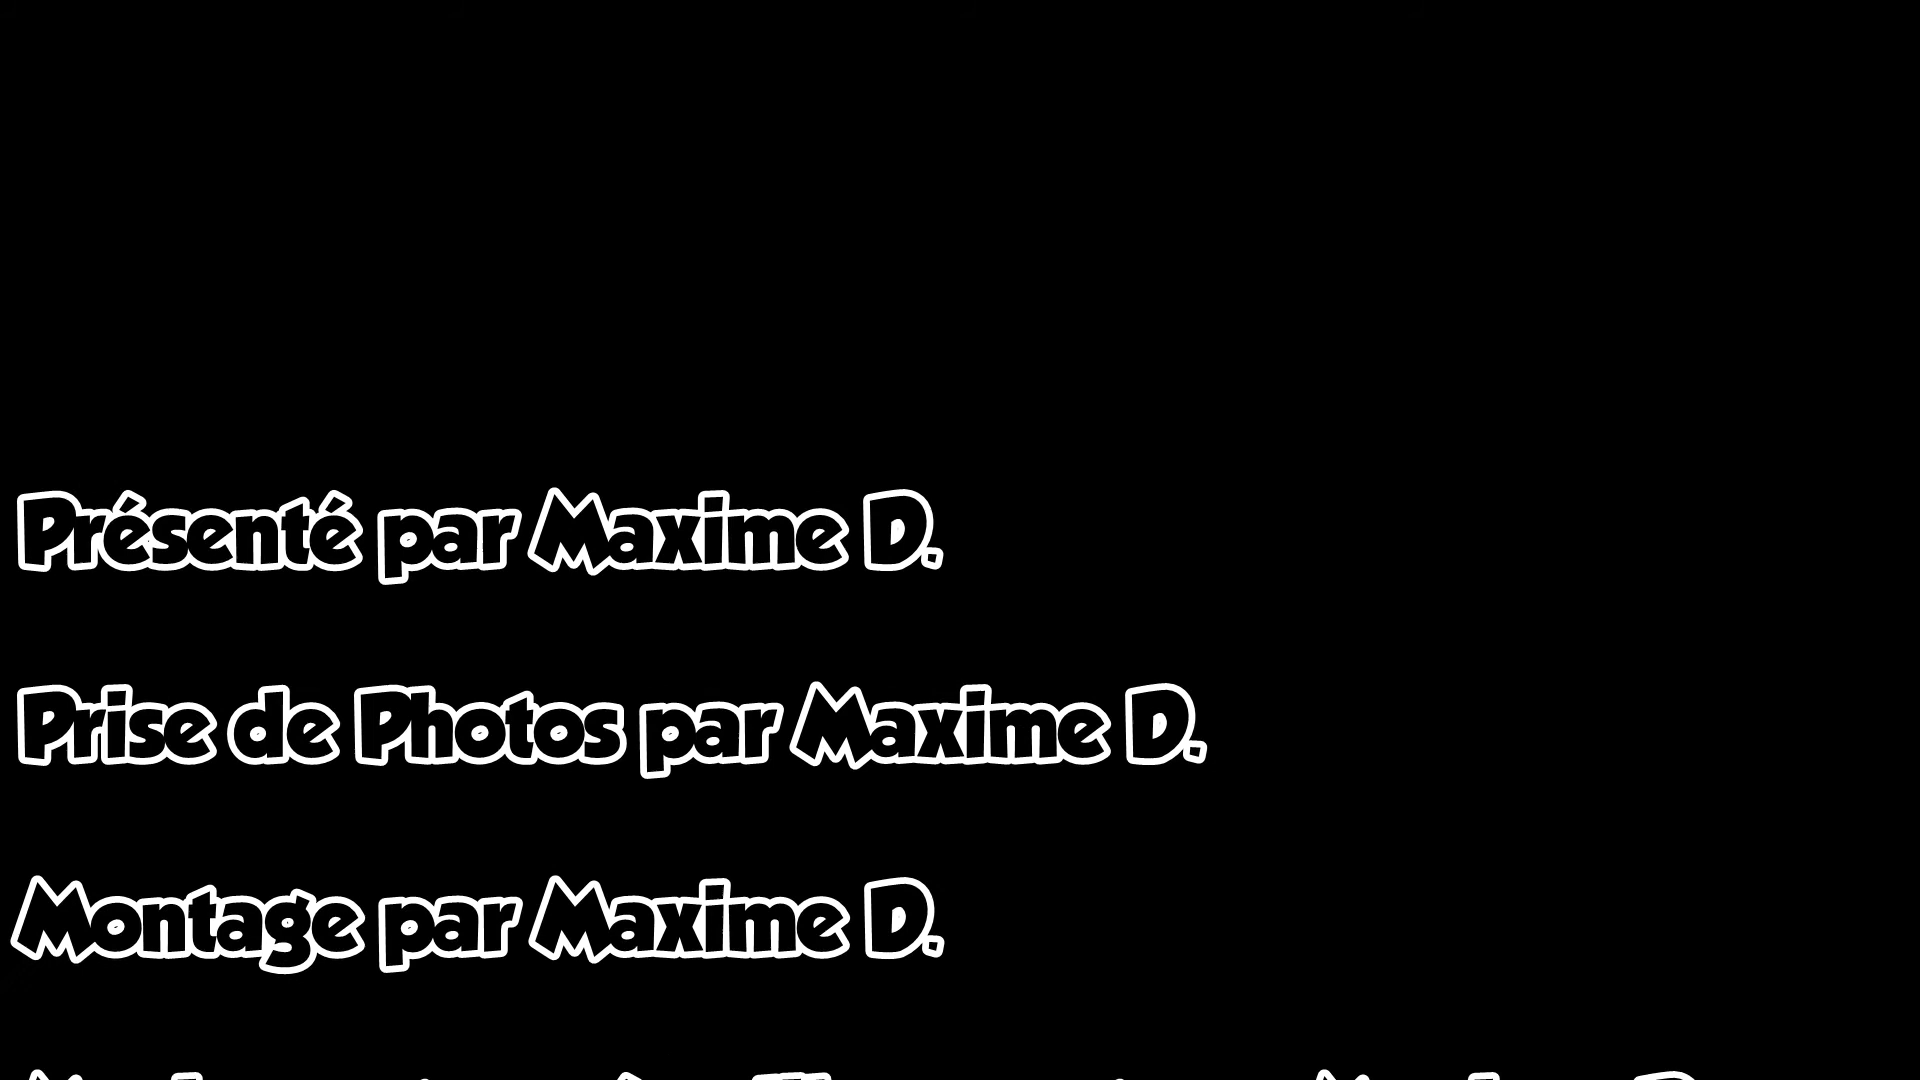 Présenté par Maxime D.
Prise de Photos par Maxime D.
Montage par Maxime D.